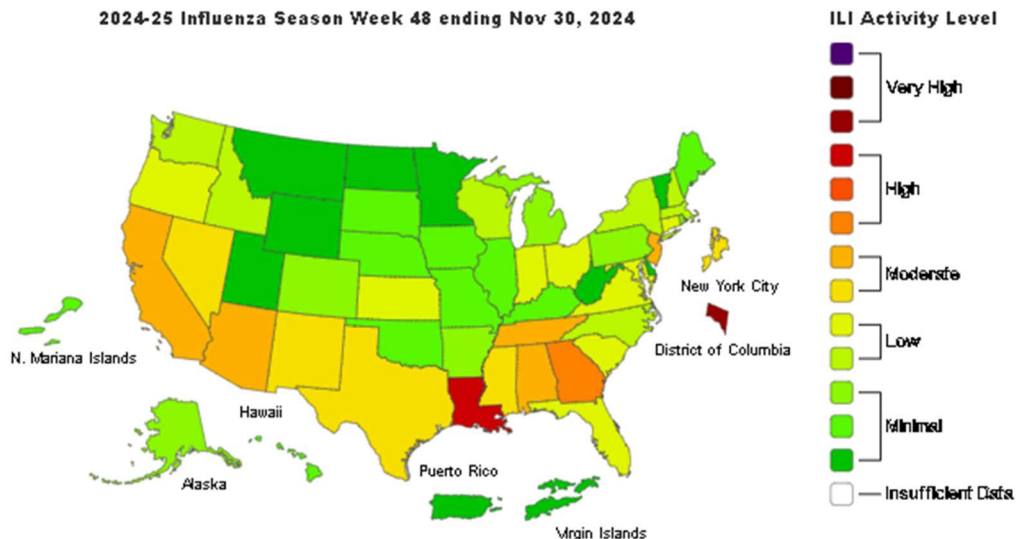 2024-25 Influenza Season Week 48 ending Nov 30, 2024
ILI Activity Level
Very High
High
Moderate
Low
Minimal
Insufficient Data
New York City
District of Columbia
N. Mariana Islands
Hawaii
Alaska
Puerto Rico
Virgin Islands